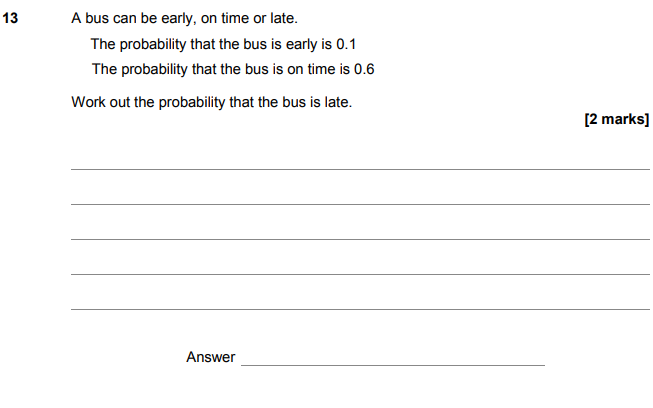 13 A bus can be early, on time or late.
The probability that the bus is early is 0.1
The probability that the bus is on time is 0.6
Work out the probability that the bus is late.
[2 marks]
Answer